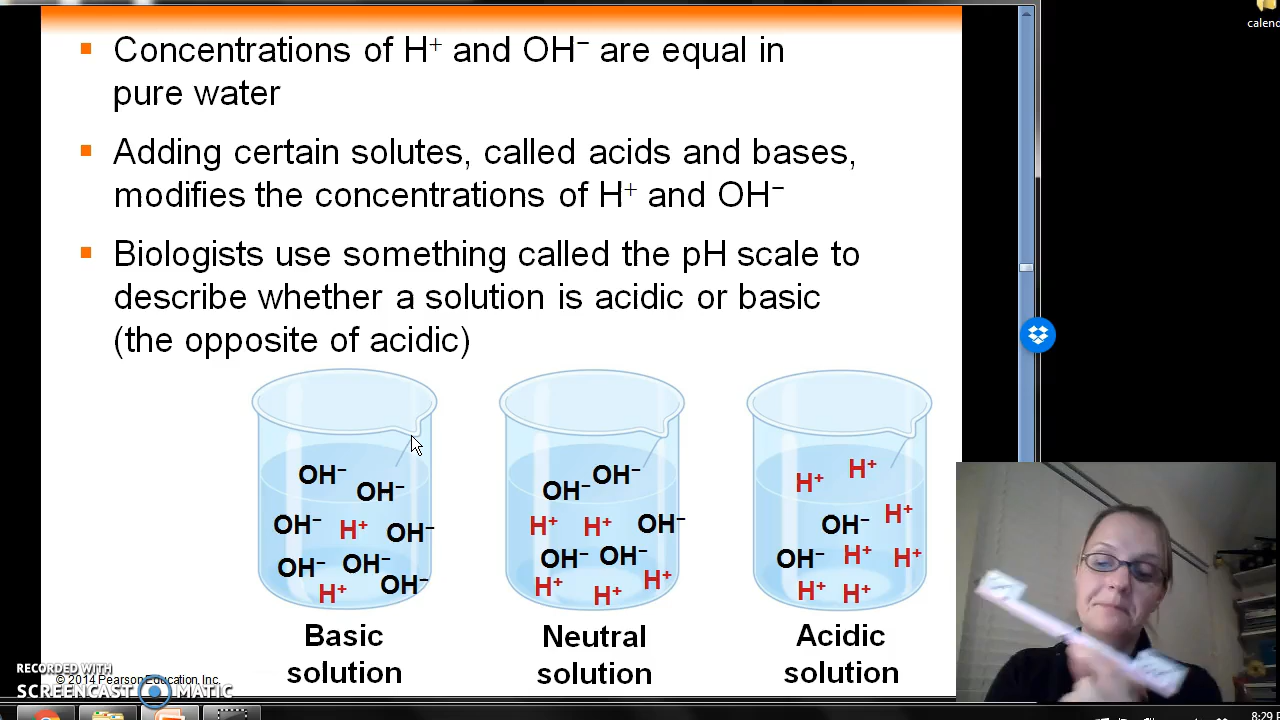 calend
Concentrations of H⁺ and OH⁻ are equal in
pure water
Adding certain solutes, called acids and bases,
modifies the concentrations of H⁺ and OH⁻
Biologists use something called the pH scale to
describe whether a solution is acidic or basic
(the opposite of acidic)
OH⁻
OH⁻
OH⁻ H⁺ OH⁻
OH⁻ OH⁻
H⁺ OH⁻
Basic
solution
OH⁻ OH⁻
H⁺ H⁺ OH⁻
OH⁻ OH⁻
H⁺ H⁺ H⁺
Neutral
solution
H⁺ H⁺
OH⁻ H⁺
OH⁻ H⁺ H⁺
H⁺ H⁺
Acidic
solution
RECORDED WITH
© 2014 Pearson Education, Inc.
SCREENCAST MATIC
8:29